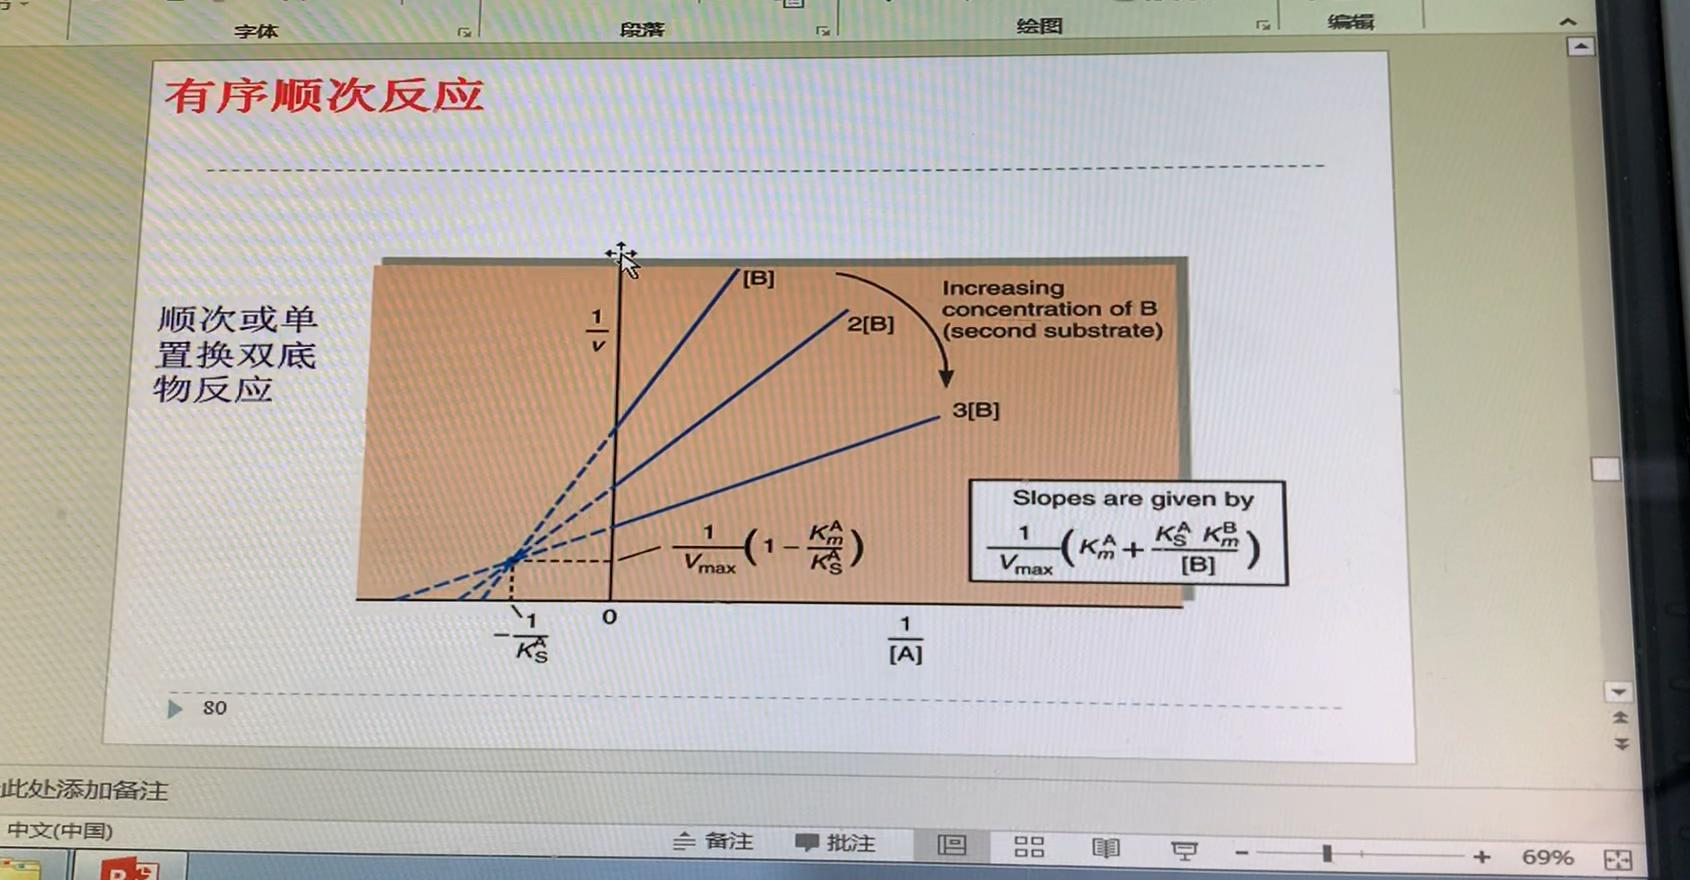 字体
段落
绘图
编辑
有序顺次反应
顺次或单
置换双底
物反应
1
v
[B]
2[B]
3[B]
Increasing
concentration of B
(second substrate)
1/Vmax (1 − KmA/KSA)
Slopes are given by
1/Vmax (KmA + KSA KmB/[B])
0
−1/KSA
1
[A]
80
此处添加备注
中文(中国)
备注
批注
69%